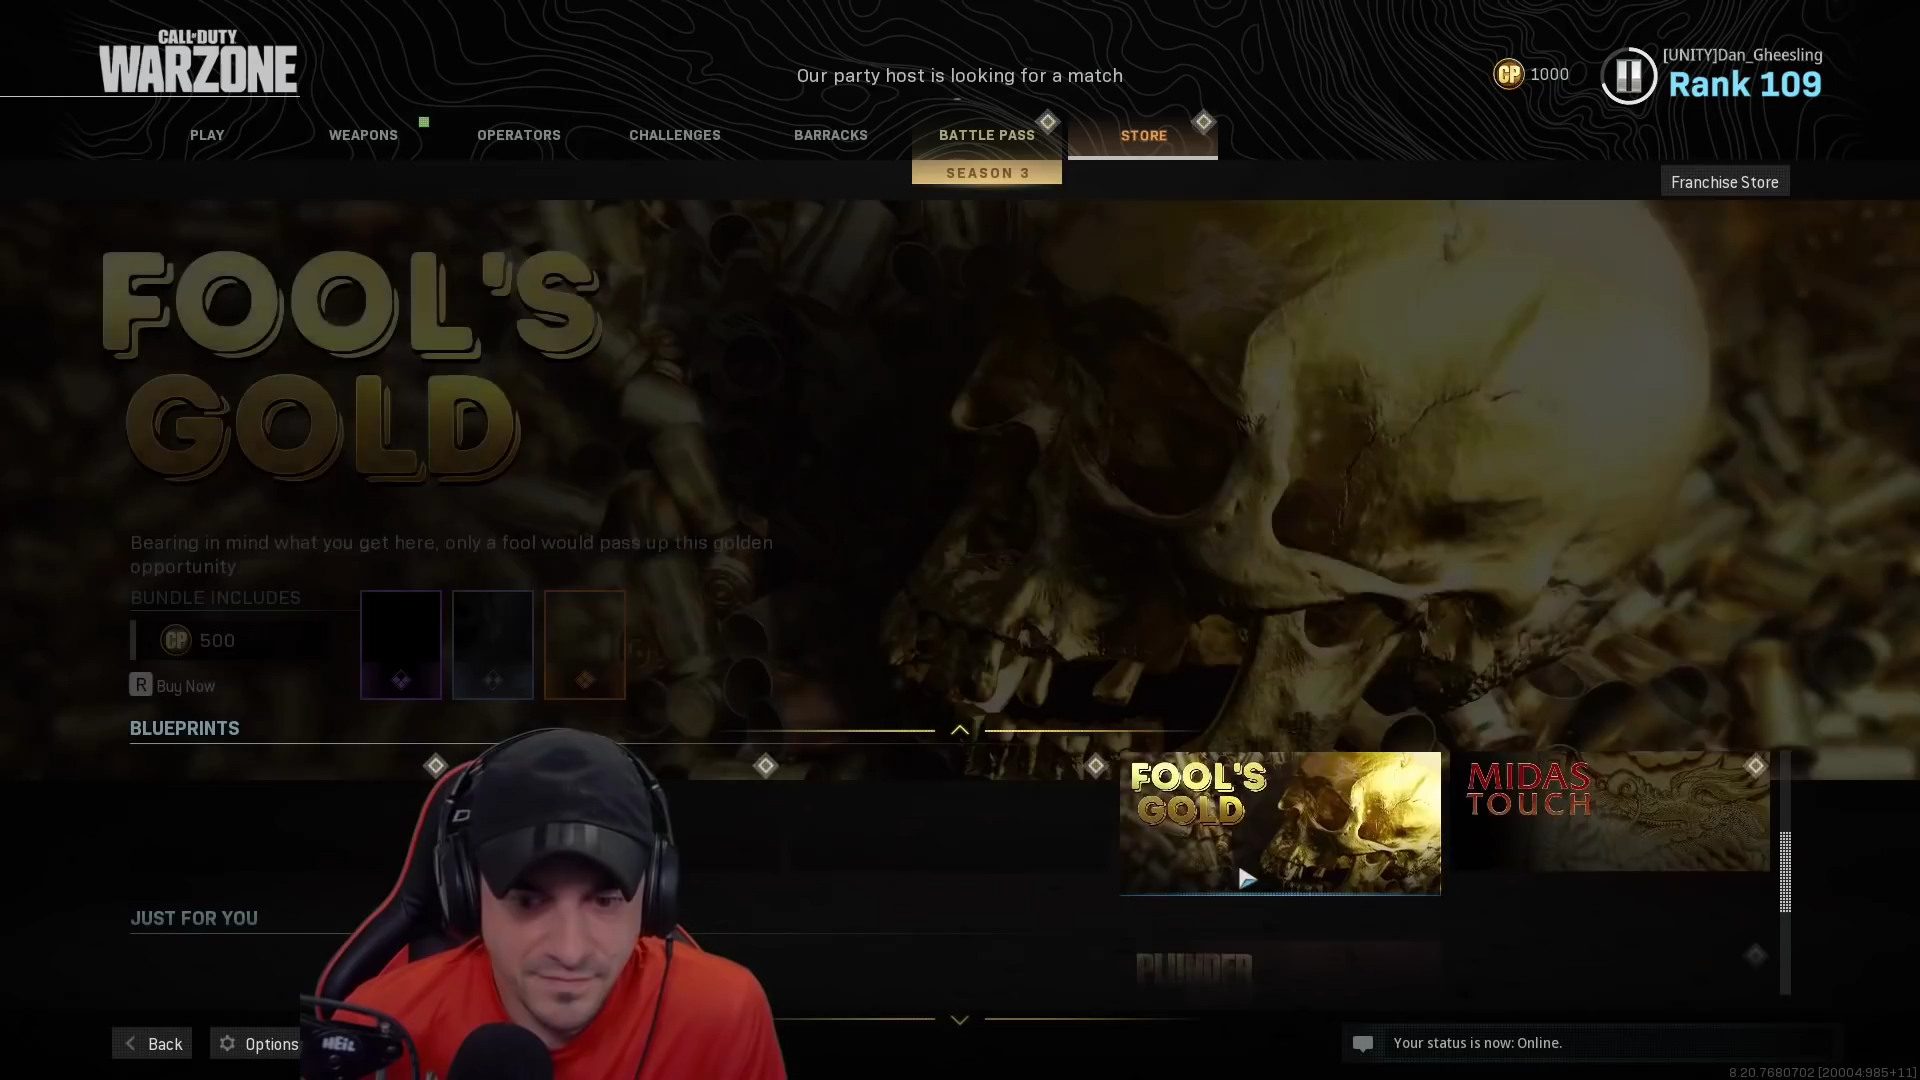 CALL OF DUTY
WARZONE
Our party host is looking for a match
CP 1000
[UNITY]Dan_Gheesling
Rank 109
PLAY
WEAPONS
OPERATORS
CHALLENGES
BARRACKS
BATTLE PASS
STORE
SEASON 3
Franchise Store
FOOL'S
GOLD
Bearing in mind what you get here, only a fool would pass up this golden
opportunity.
BUNDLE INCLUDES
CP 500
R Buy Now
BLUEPRINTS
FOOL'S
GOLD
MIDAS
TOUCH
JUST FOR YOU
PLUNDER
HEiL
Back
Options
Your status is now: Online.
8.20.7680702 [20004:985+11]